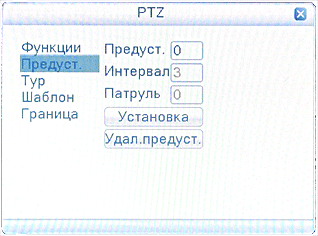 PTZ
Функции
Предуст.
Тур
Шаблон
Граница
Предуст. 0
Интервал 3
Патруль 0
Установка
Удал.предуст.